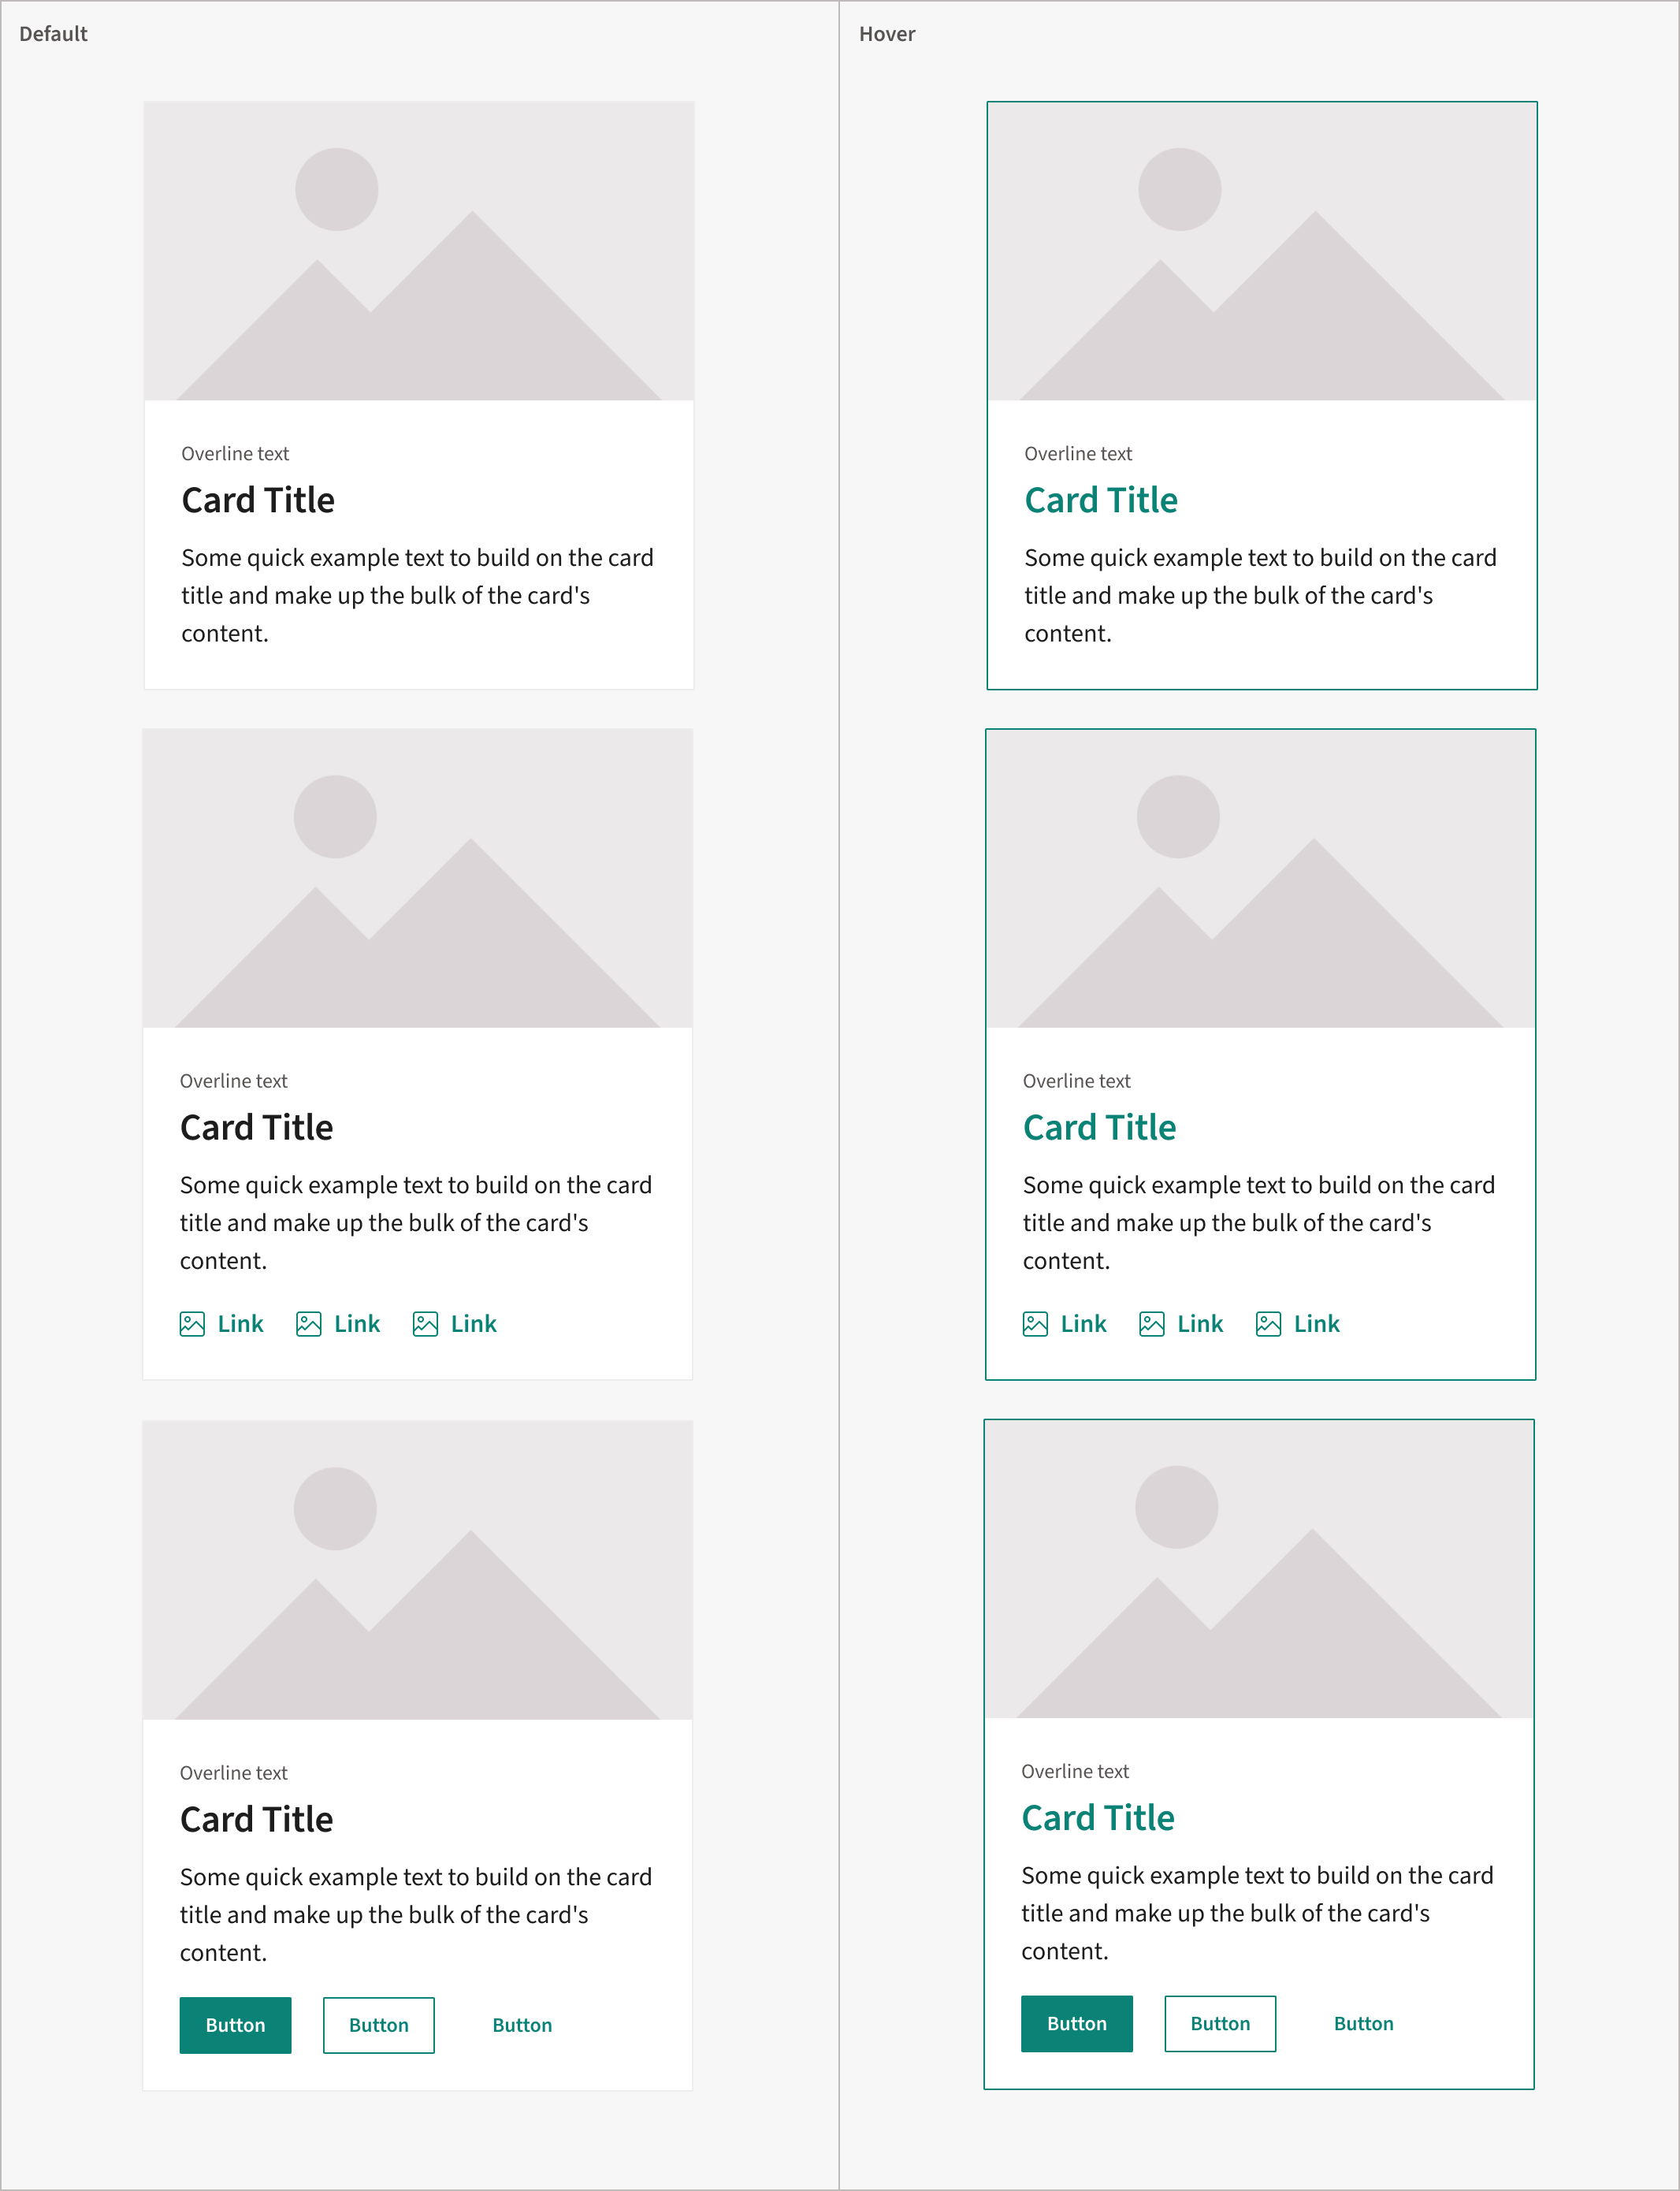 Default
Overline text
Card Title
Some quick example text to build on the card
title and make up the bulk of the card's
content.
Overline text
Card Title
Some quick example text to build on the card
title and make up the bulk of the card's
content.
Link Link Link
Overline text
Card Title
Some quick example text to build on the card
title and make up the bulk of the card's
content.
Button Button Button
Hover
Overline text
Card Title
Some quick example text to build on the card
title and make up the bulk of the card's
content.
Overline text
Card Title
Some quick example text to build on the card
title and make up the bulk of the card's
content.
Link Link Link
Overline text
Card Title
Some quick example text to build on the card
title and make up the bulk of the card's
content.
Button Button Button